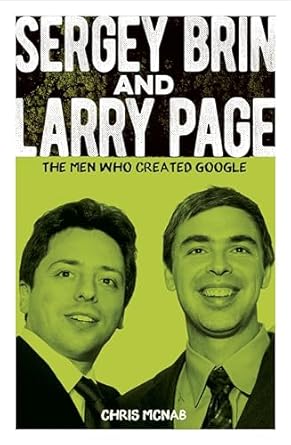 SERGEY BRIN
AND
LARRY PAGE
THE MEN WHO CREATED GOOGLE
CHRIS MCNAB